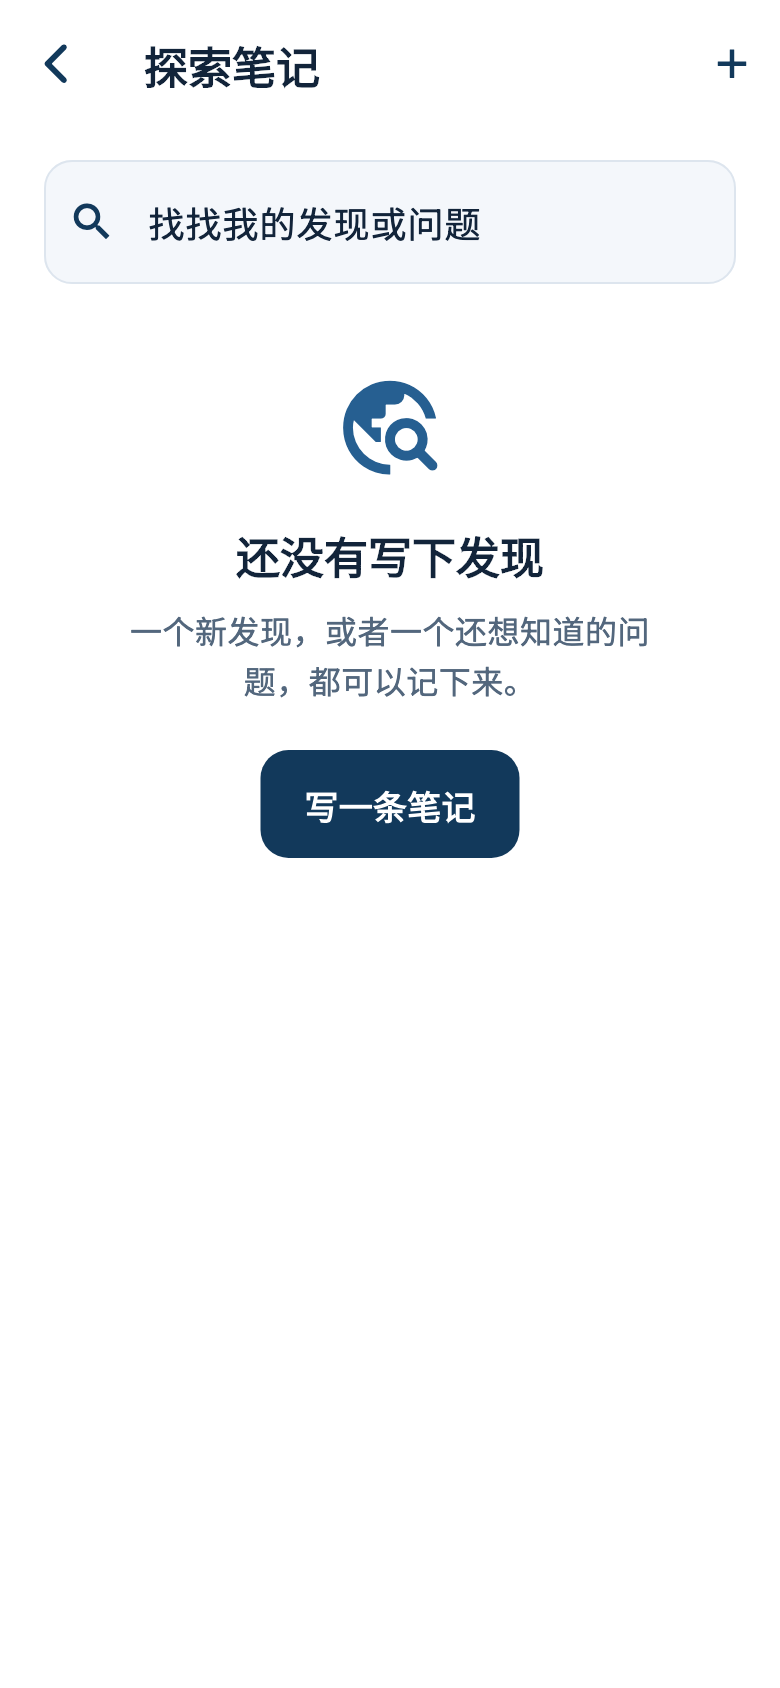 探索笔记
找找我的发现或问题
还没有写下发现
一个新发现，或者一个还想知道的问
题，都可以记下来。
写一条笔记